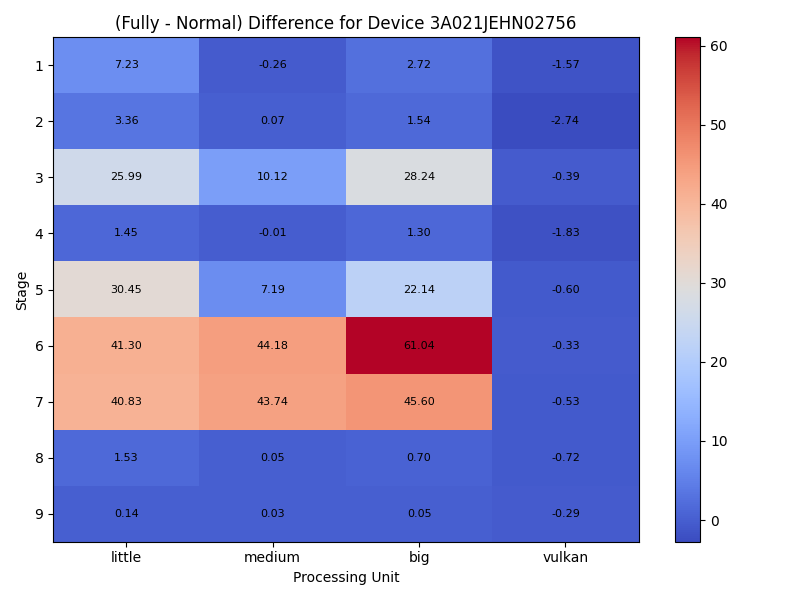 (Fully - Normal) Difference for Device 3A021JEHN02756
Stage
1 7.23 -0.26 2.72 -1.57
2 3.36 0.07 1.54 -2.74
3 25.99 10.12 28.24 -0.39
4 1.45 -0.01 1.30 -1.83
5 30.45 7.19 22.14 -0.60
6 41.30 44.18 61.04 -0.33
7 40.83 43.74 45.60 -0.53
8 1.53 0.05 0.70 -0.72
9 0.14 0.03 0.05 -0.29
little medium big vulkan
Processing Unit
60
50
40
30
20
10
0